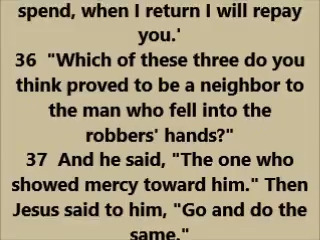 spend, when I return I will repay
you.'
36  "Which of these three do you
think proved to be a neighbor to
the man who fell into the
robbers' hands?"
37  And he said, "The one who
showed mercy toward him." Then
Jesus said to him, "Go and do the
same."